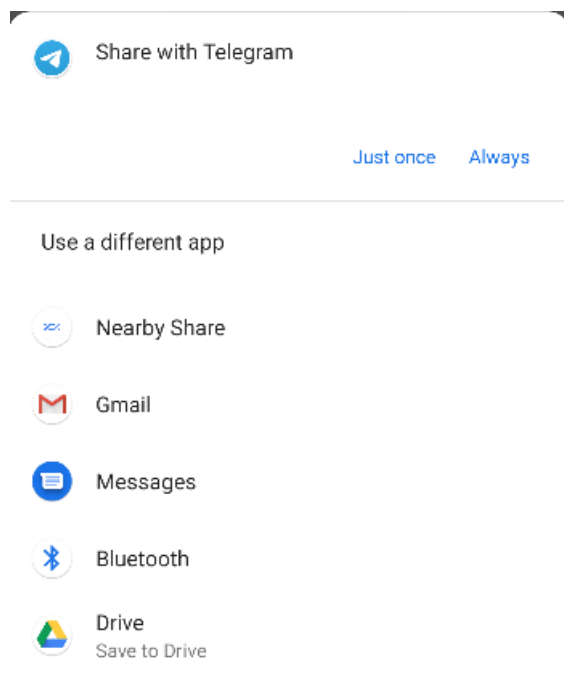 Share with Telegram
Just once Always
Use a different app
Nearby Share
Gmail
Messages
Bluetooth
Drive
Save to Drive